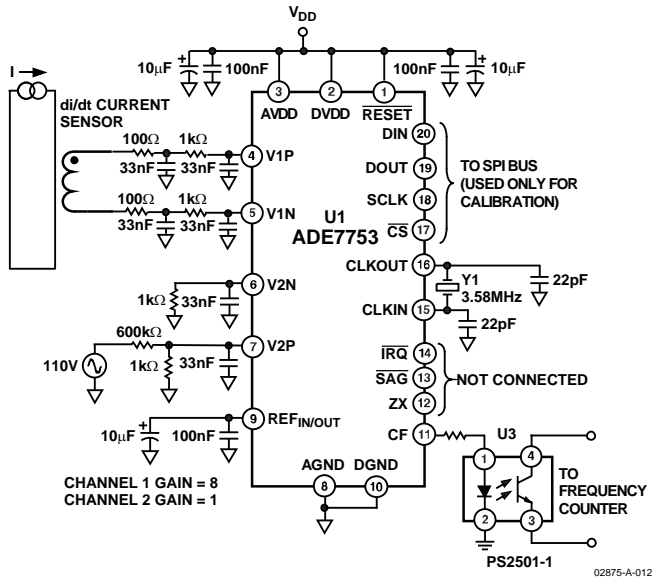 VDD
10µF + 100nF 100nF + 10µF
I
di/dt CURRENT
SENSOR
3 2 1
AVDD DVDD RESET
DIN 20
DOUT 19
SCLK 18
CS 17
TO SPI BUS
(USED ONLY FOR
CALIBRATION)
100Ω 1kΩ
33nF 33nF
4 V1P
100Ω 1kΩ
33nF 33nF
5 V1N
U1
ADE7753
CLKOUT 16
Y1
3.58MHz
22pF
CLKIN 15
22pF
6 V2N
1kΩ 33nF
600kΩ
7 V2P
110V
1kΩ 33nF
IRQ 14
SAG 13
ZX 12
NOT CONNECTED
9 REFIN/OUT
10µF + 100nF
CF 11
U3
1 4
2 3
TO
FREQUENCY
COUNTER
PS2501-1
AGND DGND
8 10
CHANNEL 1 GAIN = 8
CHANNEL 2 GAIN = 1
02875-A-012